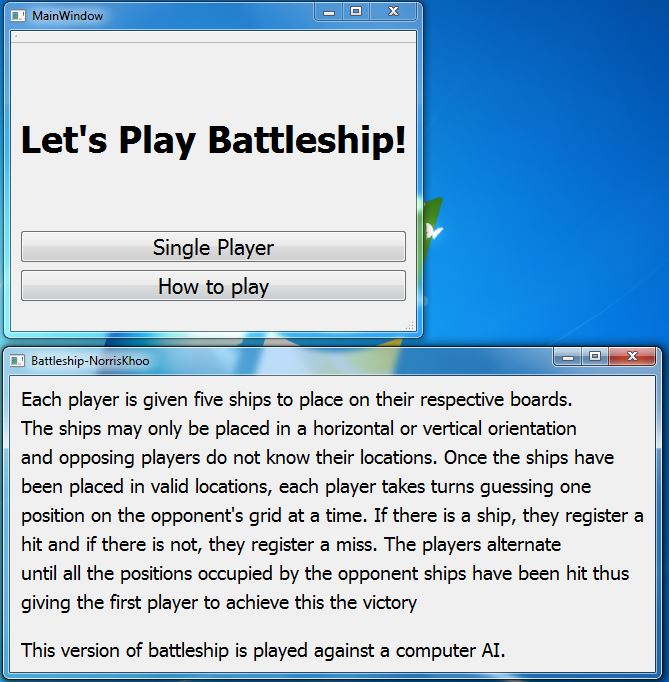 MainWindow
Let's Play Battleship!
Single Player
How to play
Battleship-NorrisKhoo
Each player is given five ships to place on their respective boards.
The ships may only be placed in a horizontal or vertical orientation
and opposing players do not know their locations. Once the ships have
been placed in valid locations, each player takes turns guessing one
position on the opponent's grid at a time. If there is a ship, they register a
hit and if there is not, they register a miss. The players alternate
until all the positions occupied by the opponent ships have been hit thus
giving the first player to achieve this the victory
This version of battleship is played against a computer AI.